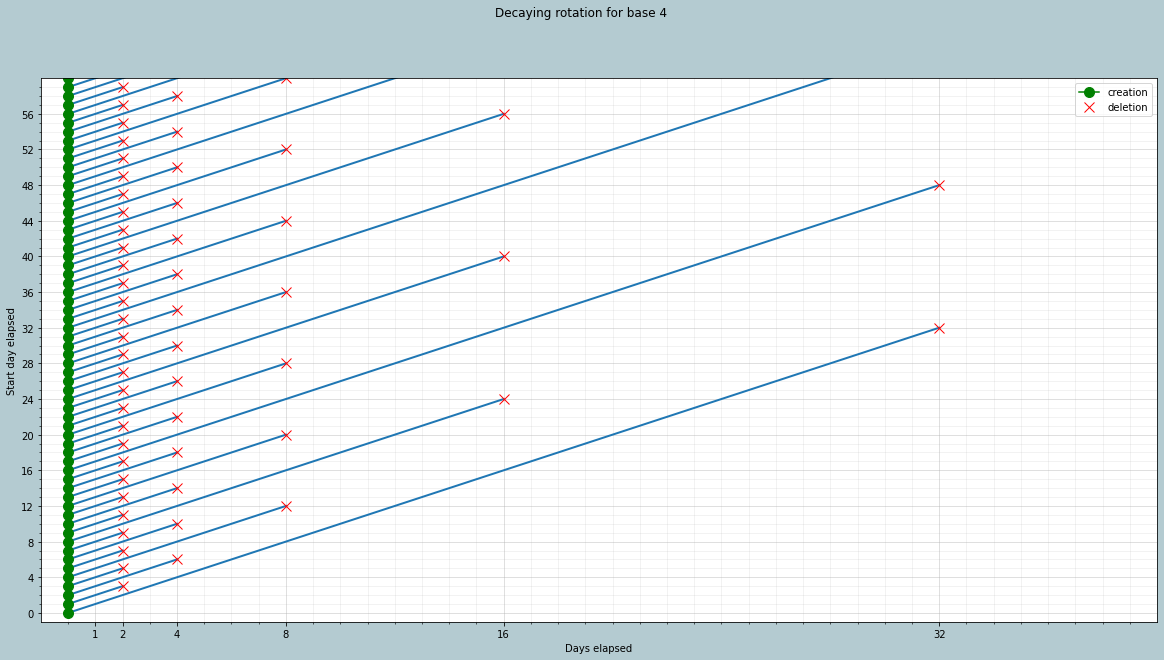 Decaying rotation for base 4
creation
deletion
Start day elapsed
56
52
48
44
40
36
32
28
24
20
16
12
8
4
0
1 2 4 8 16 32
Days elapsed